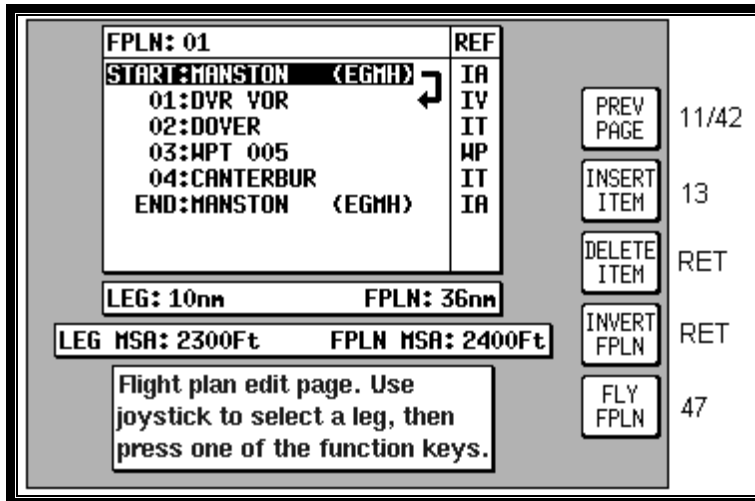 FPLN: 01 REF
START:MANSTON (EGMH) IA
01:DVR VOR IV
02:DOVER IT
03:WPT 005 WP
04:CANTERBUR IT
END:MANSTON (EGMH) IA
LEG: 10nm FPLN: 36nm
LEG MSA: 2300Ft FPLN MSA: 2400Ft
Flight plan edit page. Use
joystick to select a leg, then
press one of the function keys.
PREV
PAGE
11/42
INSERT
ITEM
13
DELETE
ITEM
RET
INVERT
FPLN
RET
FLY
FPLN
47